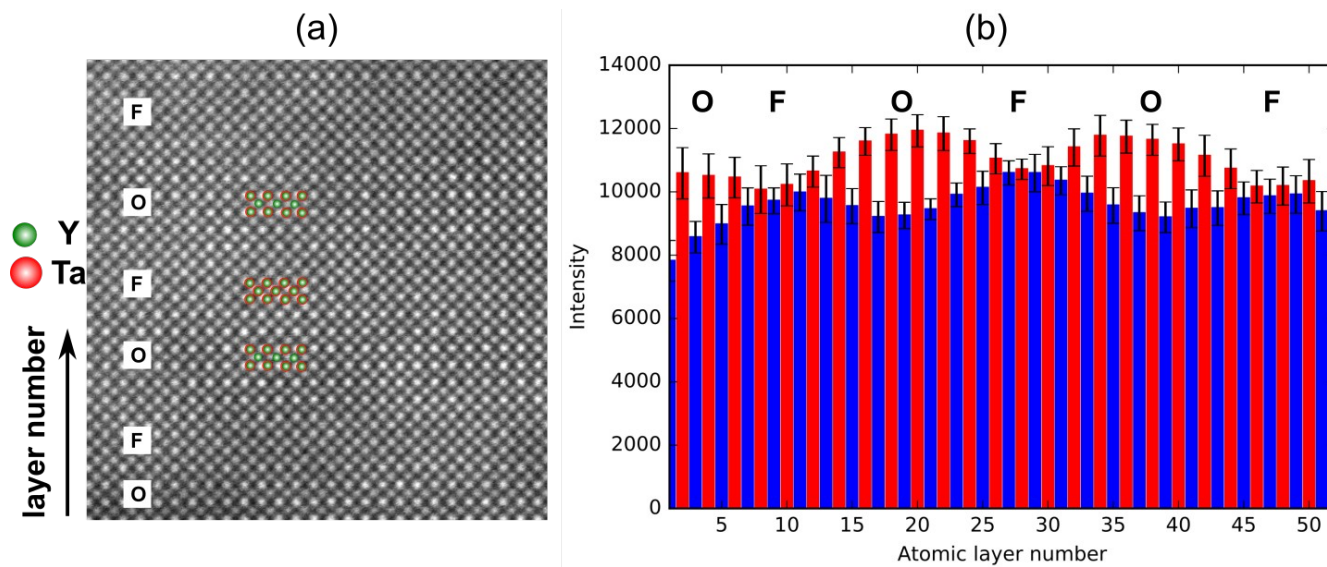 (a)
F
O
F
O
F
O
Y
Ta
layer number
(b)
14000
12000
10000
8000
6000
4000
2000
0
Intensity
O F O F O F
5 10 15 20 25 30 35 40 45 50
Atomic layer number